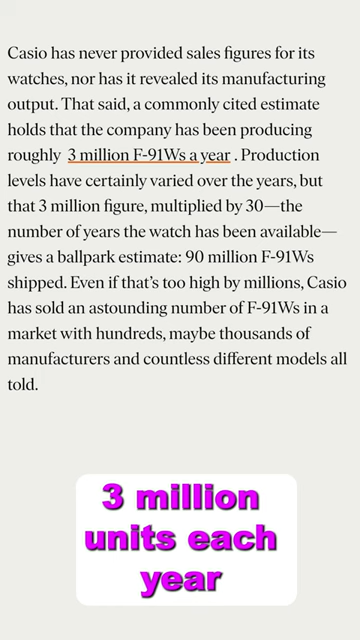 Casio has never provided sales figures for its
watches, nor has it revealed its manufacturing
output. That said, a commonly cited estimate
holds that the company has been producing
roughly 3 million F-91Ws a year . Production
levels have certainly varied over the years, but
that 3 million figure, multiplied by 30—the
number of years the watch has been available—
gives a ballpark estimate: 90 million F-91Ws
shipped. Even if that's too high by millions, Casio
has sold an astounding number of F-91Ws in a
market with hundreds, maybe thousands of
manufacturers and countless different models all
told.
3 million
units each
year